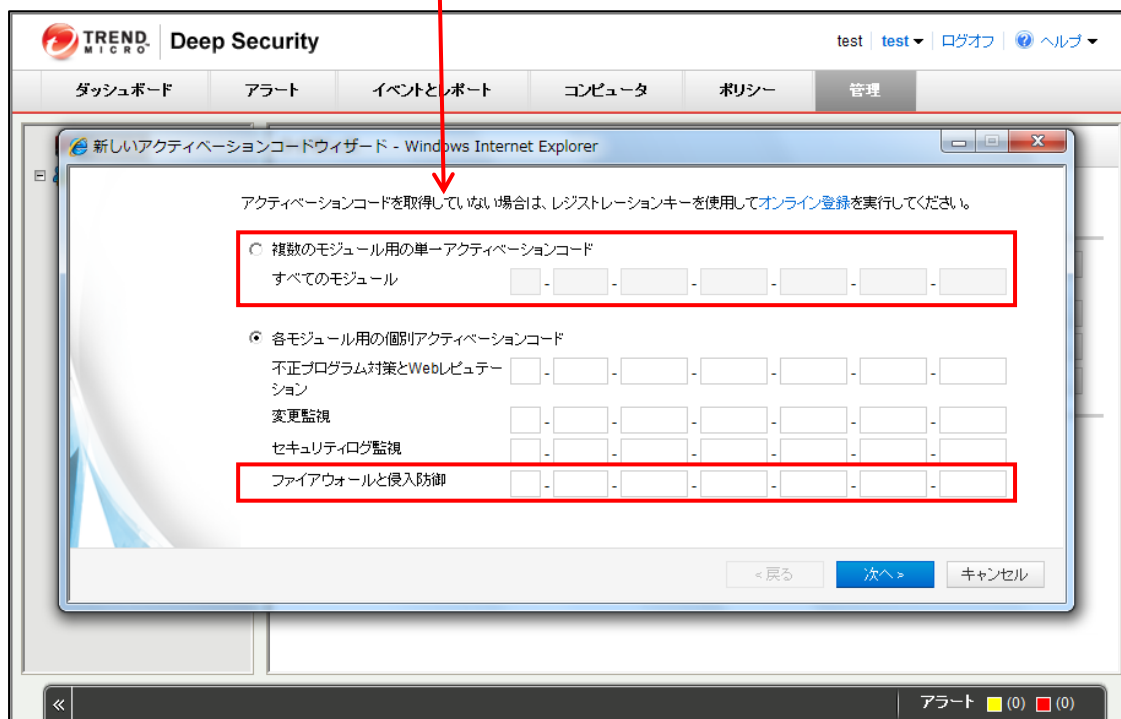 TREND MICRO Deep Security test test ログオフ ヘルプ
ダッシュボード アラート イベントとレポート コンピュータ ポリシー 管理
新しいアクティベーションコードウィザード - Windows Internet Explorer
アクティベーションコードを取得していない場合は、レジストレーションキーを使用してオンライン登録を実行してください。
複数のモジュール用の単一アクティベーションコード
すべてのモジュール - - - - - -
各モジュール用の個別アクティベーションコード
不正プログラム対策とWebレピュテー - - - - - -
ション
変更監視 - - - - - -
セキュリティログ監視 - - - - - -
ファイアウォールと侵入防御 - - - - - -
<戻る 次へ> キャンセル
« アラート (0) (0)